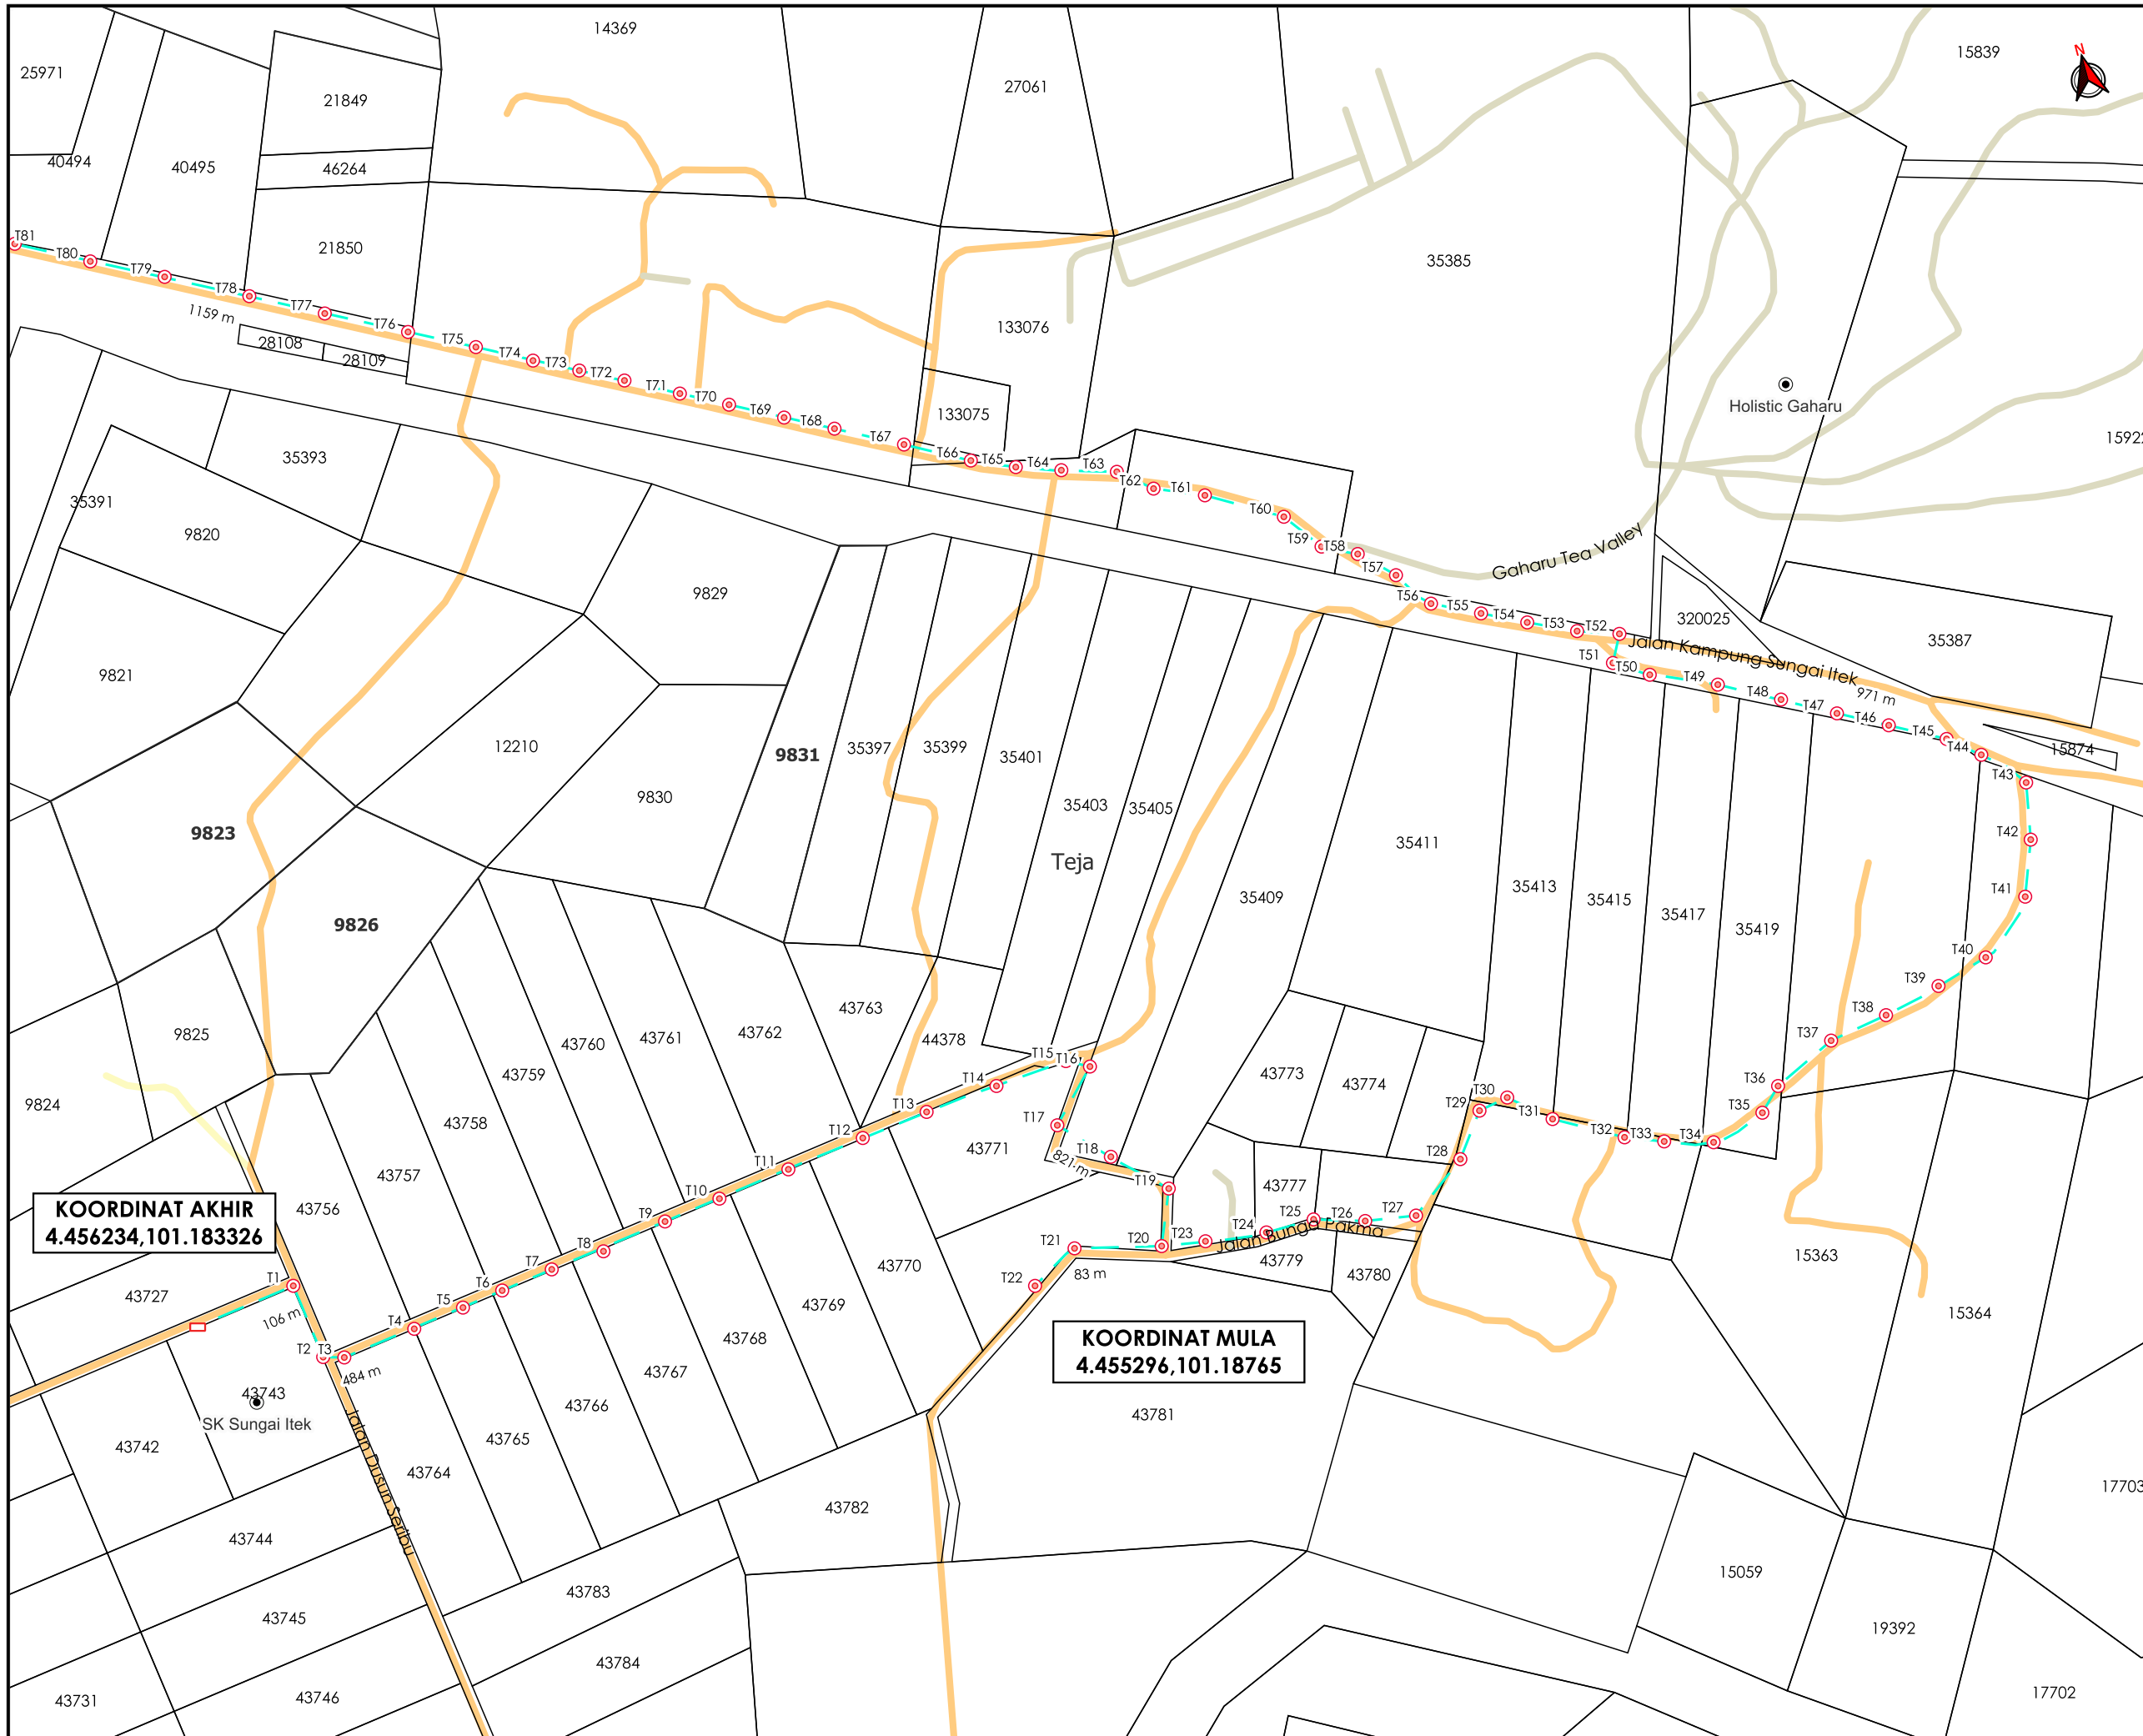 14369
15839
N
25971
27061
21849
40494
40495
46264
21850
35385
T81
T80
T79
T78
T77
T76
1159 m
28108
28109
T75
T74
T73
T72
T71
T70
T69
T68
T67
T66
T65
T64
T63
T62
T61
T60
T59
T58
T57
T56
T55
T54
T53
T52
T51
T50
T49
T48
T47
T46
T45
T44
T43
T42
T41
T40
T39
T38
T37
T36
T35
T34
T33
T32
T31
T30
T29
T28
T27
T26
T25
T24
T23
T22
T21
T20
T19
T18
T17
T16
T15
T14
T13
T12
T11
T10
T9
T8
T7
T6
T5
T4
T3
T2
T1
133076
133075
Holistic Gaharu
1592
35393
35391
9820
9829
Gaharu Tea Valley
320025
35387
Jalan Kampung Sungai Itek
971 m
9821
12210
9831
35397
35399
35401
15874
9830
35403
35405
9823
Teja
35411
35409
35413
35415
35417
35419
9826
9825
9824
43763
44378
43762
43761
43760
43759
43758
43757
43756
43773
43774
43771
821 m
43777
Jalan Bunga Pakma
43779
43780
83 m
43770
43769
43768
43767
43766
43765
43764
KOORDINAT AKHIR
4.456234,101.183326
43727
106 m
484 m
43743
SK Sungai Itek
43742
Jalan Dusun Seribu
KOORDINAT MULA
4.455296,101.18765
43781
15363
15364
17703
43782
43744
43745
43746
43731
43783
43784
15059
19392
17702